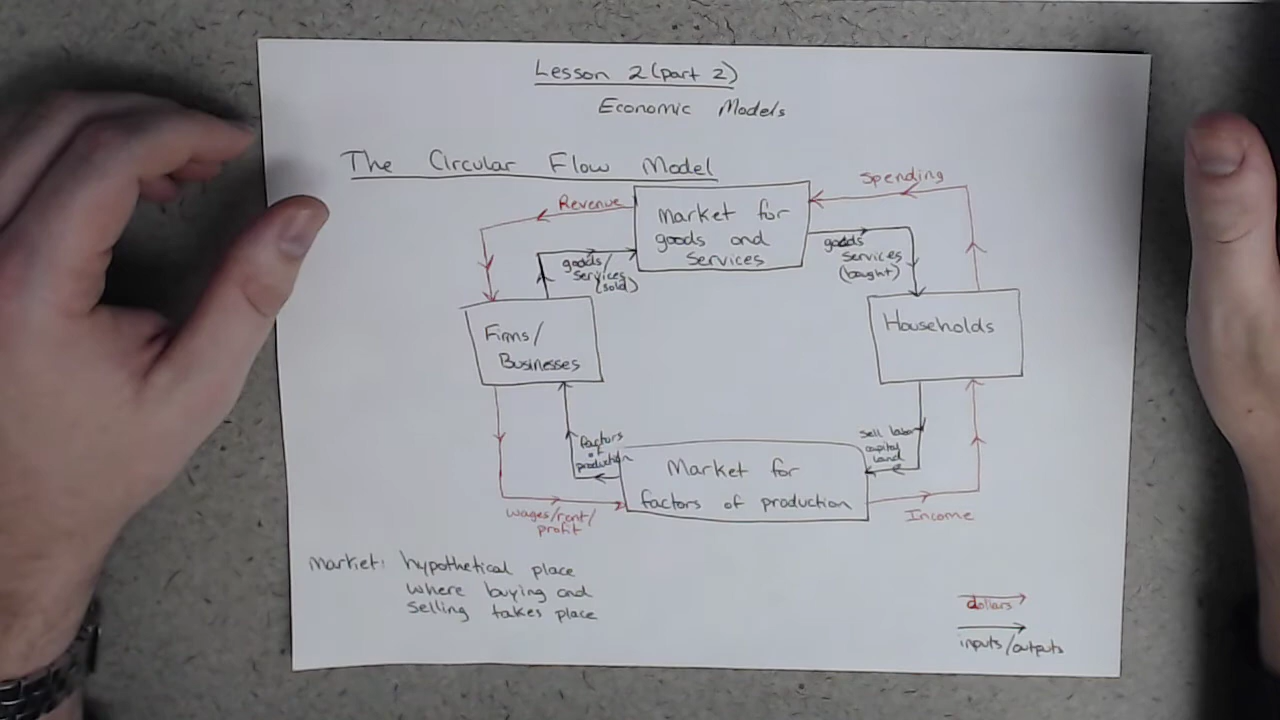 Lesson 2 (part 2)
Economic Models
The Circular Flow Model
Spending
Revenue
Market for
goods and
services
goods/
services
(sold)
goods
services
(bought)
Firms/
Businesses
Households
factors
of
production
sell labor
capital
land
Market for
factors of production
wages/rent/
profit
Income
Market: hypothetical place
where buying and
selling takes place
dollars
inputs/outputs